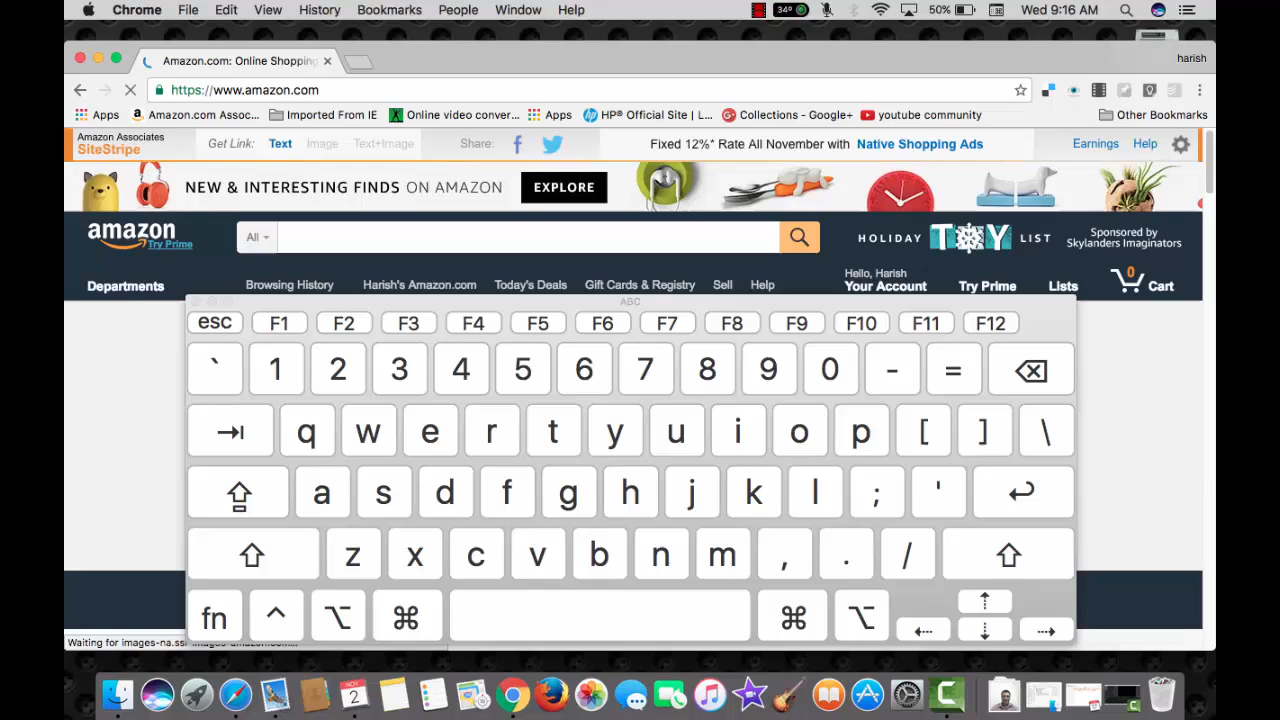 Chrome File Edit View History Bookmarks People Window Help 34° 50% Wed 9:16 AM
Amazon.com: Online Shopping harish
https://www.amazon.com
Apps Amazon.com Assoc... Imported From IE Online video conver... Apps HP® Official Site | L... Collections - Google+ youtube community Other Bookmarks
Amazon Associates
SiteStripe
Get Link: Text Image Text+Image Share: Fixed 12%* Rate All November with Native Shopping Ads Earnings Help
NEW & INTERESTING FINDS ON AMAZON EXPLORE
amazon
Try Prime
All
HOLIDAY TOY LIST
Sponsored by
Skylanders Imaginators
Departments Browsing History Harish's Amazon.com Today's Deals Gift Cards & Registry Sell Help
Hello, Harish
Your Account Try Prime Lists 0 Cart
ABC
esc F1 F2 F3 F4 F5 F6 F7 F8 F9 F10 F11 F12
` 1 2 3 4 5 6 7 8 9 0 - =
q w e r t y u i o p [ ] \
a s d f g h j k l ; '
z x c v b n m , . /
fn ^ ⌥ ⌘ ⌘ ⌥
Waiting for images-na.ssl-images-amazon.com...
NOV
2